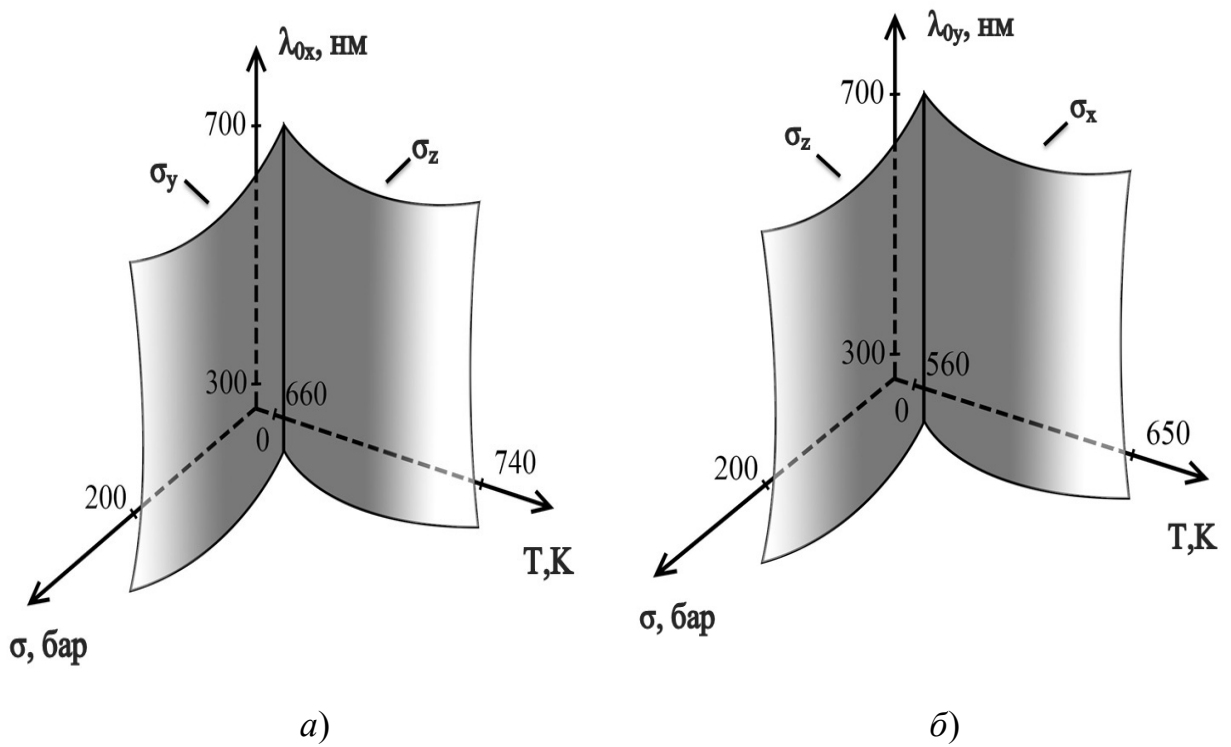 λ₀ₓ, нм
700
σz
σy
300
660
0
740
200
T,K
σ, бар
а)
λ₀y, нм
700
σx
σz
300
560
0
650
200
T,K
σ, бар
б)